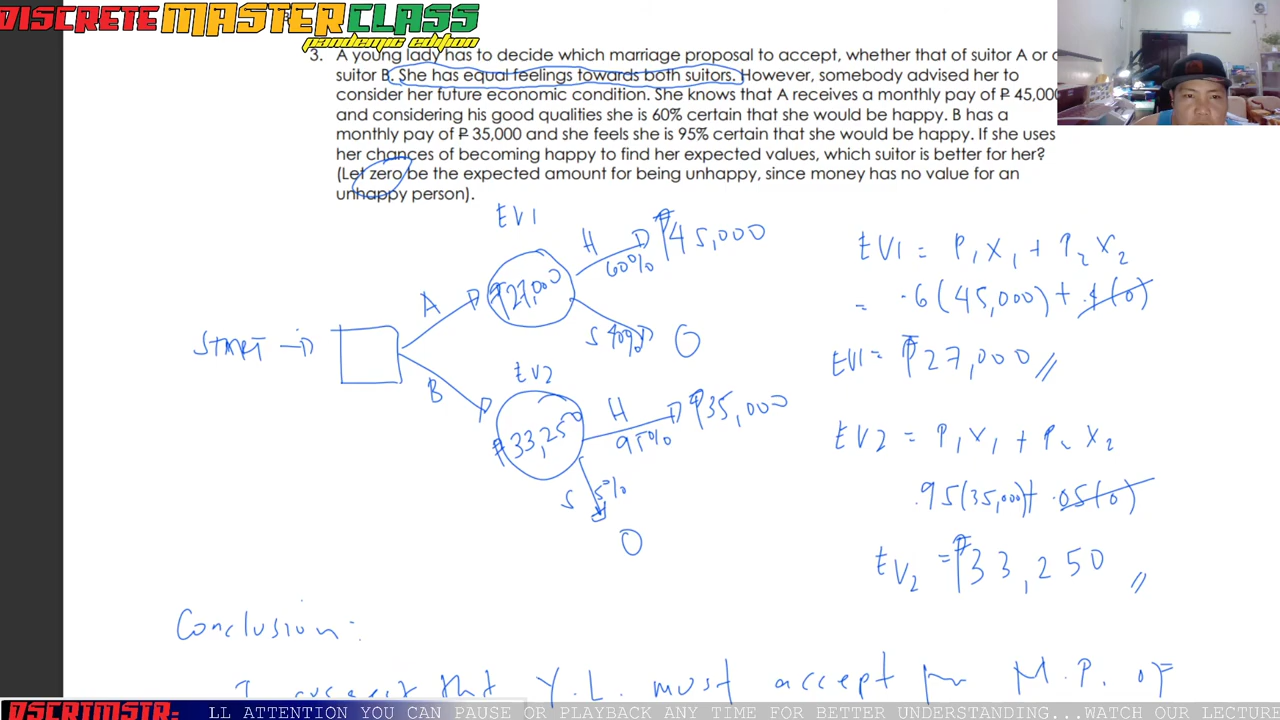 DISCRETE MASTER CLASS
pandemic edition
3. A young lady has to decide which marriage proposal to accept, whether that of suitor A or
suitor B. She has equal feelings towards both suitors. However, somebody advised her to
consider her future economic condition. She knows that A receives a monthly pay of ₱ 45,000
and considering his good qualities she is 60% certain that she would be happy. B has a
monthly pay of ₱ 35,000 and she feels she is 95% certain that she would be happy. If she uses
her chances of becoming happy to find her expected values, which suitor is better for her?
(Let zero be the expected amount for being unhappy, since money has no value for an
unhappy person).
EV1
H ₱45,000
60%
₱27,000
A
S 40% 0
START
B
EV2
H ₱35,000
95%
₱33,250
S 5%
0
EV1 = P1X1 + P2X2
= .6(45,000) + .4(0)
EV1 = ₱27,000 //
EV2 = P1X1 + P2X2
.95(35,000) + .05(0)
EV2 = ₱33,250 //
Conclusion:
I suggest that Y.L. must accept the M.P. of
DSCRTMSTR:
LL ATTENTION YOU CAN PAUSE OR PLAYBACK ANY TIME FOR BETTER UNDERSTANDING...WATCH OUR LECTURE